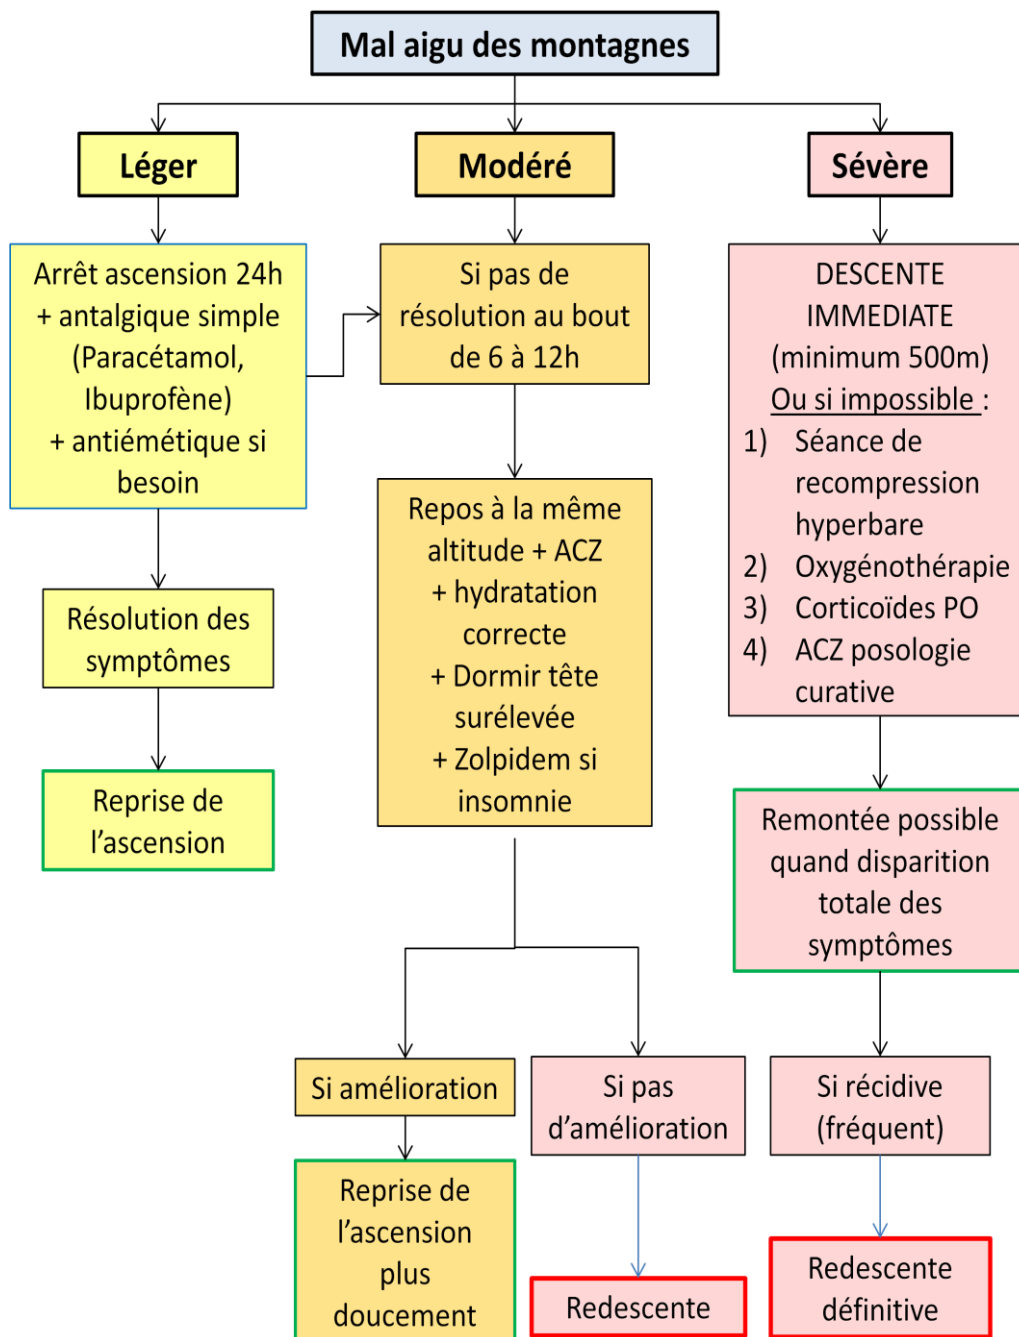 Mal aigu des montagnes
Léger
Modéré
Sévère
Arrêt ascension 24h
+ antalgique simple
(Paracétamol,
Ibuprofène)
+ antiémétique si
besoin
Si pas de
résolution au bout
de 6 à 12h
DESCENTE
IMMEDIATE
(minimum 500m)
Ou si impossible :
1) Séance de
recompression
hyperbare
2) Oxygénothérapie
3) Corticoïdes PO
4) ACZ posologie
curative
Repos à la même
altitude + ACZ
+ hydratation
correcte
+ Dormir tête
surélevée
+ Zolpidem si
insomnie
Résolution des
symptômes
Reprise de
l’ascension
Remontée possible
quand disparition
totale des
symptômes
Si amélioration
Si pas
d’amélioration
Si récidive
(fréquent)
Reprise de
l’ascension
plus
doucement
Redescente
Redescente
définitive